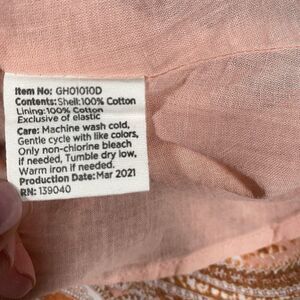 Item No: GH01010D
Contents: Shell: 100% Cotton
Lining: 100% Cotton
Exclusive of elastic
Care: Machine wash cold,
Gentle cycle with like colors,
Only non-chlorine bleach
if needed, Tumble dry low,
Warm iron if needed.
Production Date: Mar 2021
RN: 139040